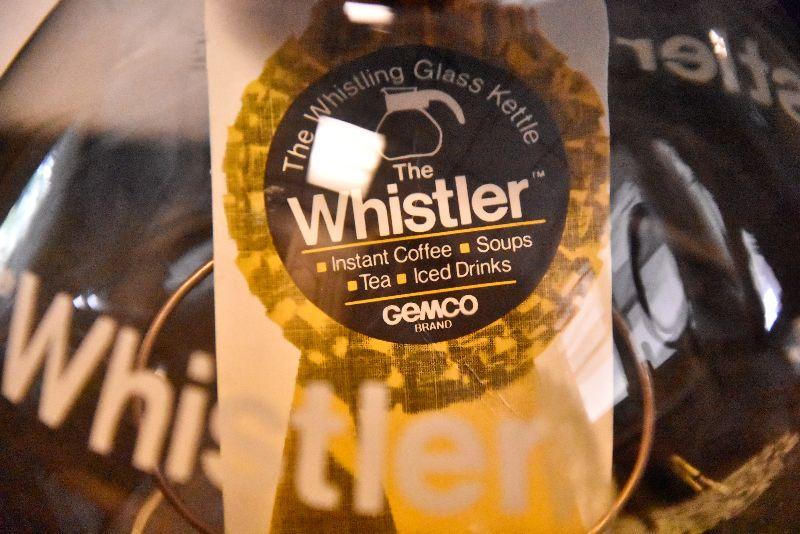 The Whistling Glass Kettle
The
Whistler™
▪ Instant Coffee ▪ Soups
▪ Tea ▪ Iced Drinks
GEMCO
BRAND
Whistler